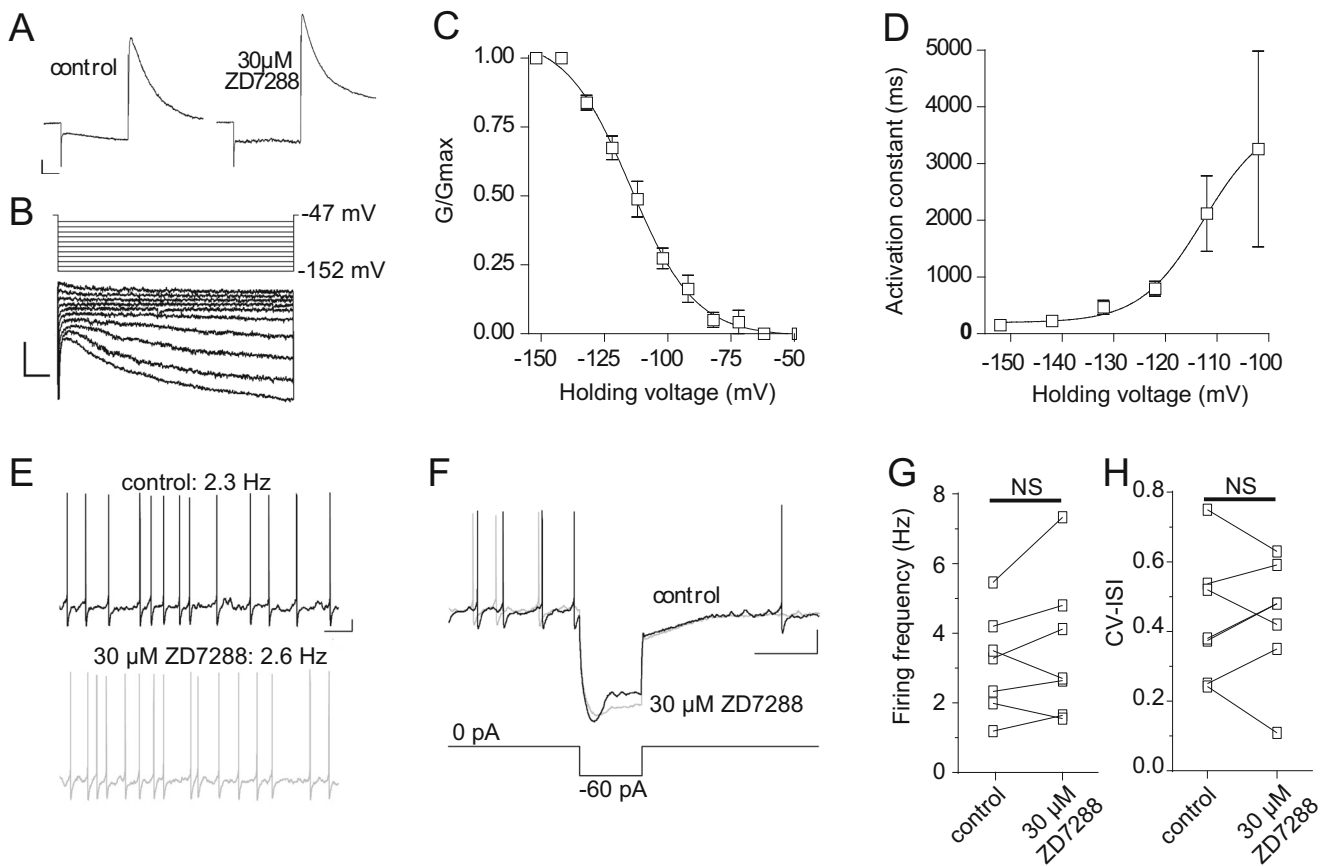 A
control
30µM
ZD7288
B
-47 mV
-152 mV
C
G/Gmax
1.00
0.75
0.50
0.25
0.00
-150
-125
-100
-75
-50
Holding voltage (mV)
D
Activation constant (ms)
5000
4000
3000
2000
1000
0
-150
-140
-130
-120
-110
-100
Holding voltage (mV)
E
control: 2.3 Hz
30 µM ZD7288: 2.6 Hz
F
control
30 µM ZD7288
0 pA
-60 pA
G
NS
Firing frequency (Hz)
8
6
4
2
0
control
30 µM
ZD7288
H
NS
CV-ISI
0.8
0.6
0.4
0.2
0.0
control
30 µM
ZD7288